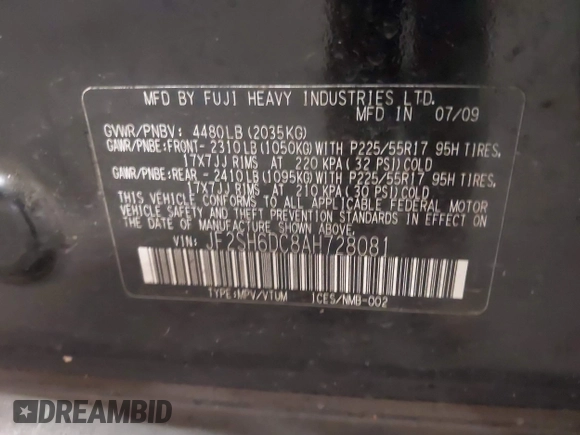 MFD BY FUJI HEAVY INDUSTRIES LTD.
MFD IN 07/09
GVWR/PNBV: 4480LB(2035KG)
GAWR/PNBE:FRONT- 2310LB(1050KG)WITH P225/55R17 95H TIRES,
17X7JJ RIMS AT 220 KPA(32 PSI)COLD
GAWR/PNBE:REAR - 2410LB(1095KG)WITH P225/55R17 95H TIRES,
17X7JJ RIMS AT 210 KPA(30 PSI)COLD
THIS VEHICLE CONFORMS TO ALL APPLICABLE FEDERAL MOTOR
VEHICLE SAFETY AND THEFT PREVENTION STANDARDS IN EFFECT ON
THE DATE OF MANUFACTURE SHOWN ABOVE.
VIN: JF2SH6DC8AH728081
TYPE:MPV/VTUM ICES/NMB-002
DREAMBID